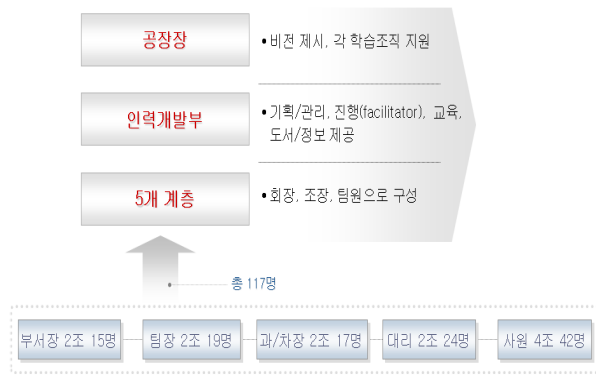 공장장
• 비전 제시, 각 학습조직 지원
인력개발부
• 기획/관리, 진행(facilitator), 교육,
도서/정보 제공
5개 계층
• 회장, 조장, 팀원으로 구성
총 117명
부서장 2조 15명
팀장 2조 19명
과/차장 2조 17명
대리 2조 24명
사원 4조 42명